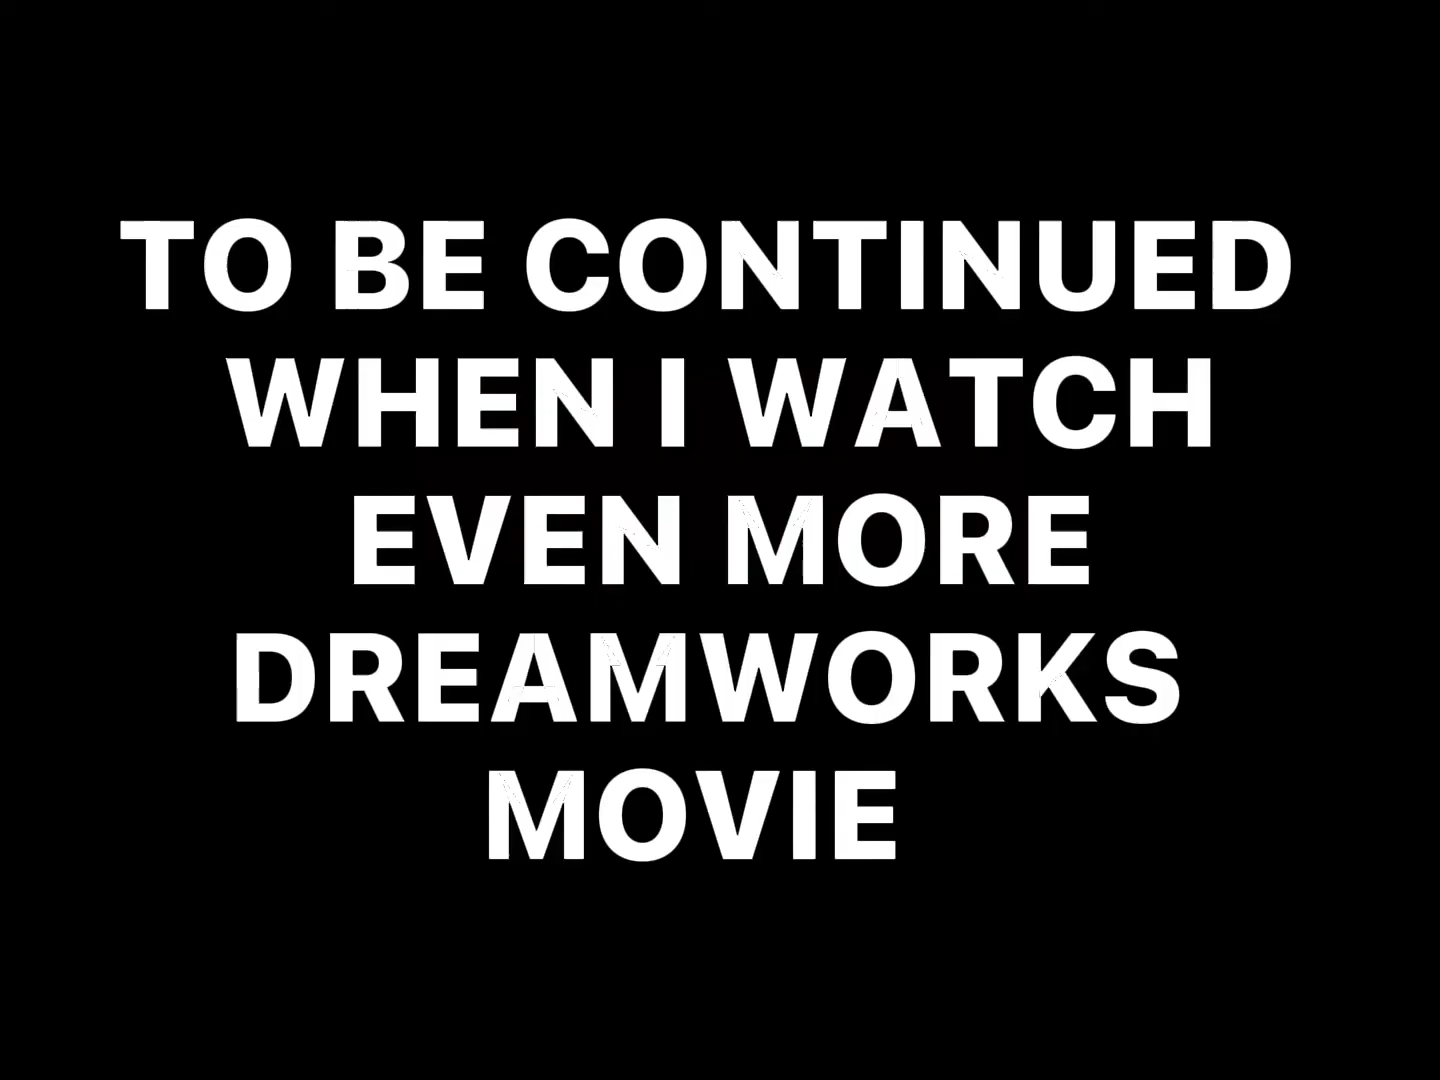 TO BE CONTINUED
WHEN I WATCH
EVEN MORE
DREAMWORKS
MOVIE